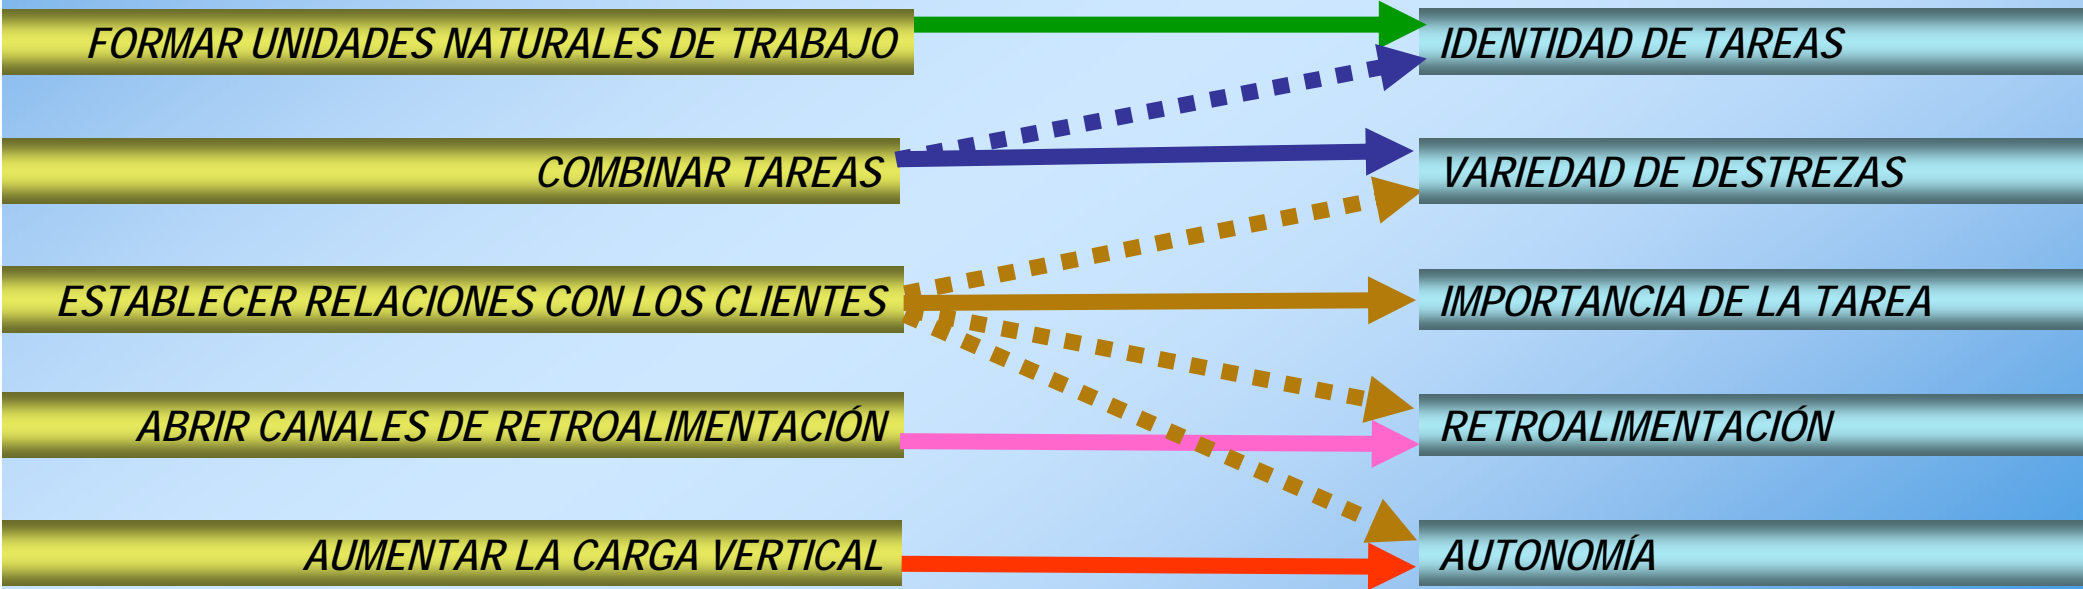 FORMAR UNIDADES NATURALES DE TRABAJO
IDENTIDAD DE TAREAS
COMBINAR TAREAS
VARIEDAD DE DESTREZAS
ESTABLECER RELACIONES CON LOS CLIENTES
IMPORTANCIA DE LA TAREA
ABRIR CANALES DE RETROALIMENTACIÓN
RETROALIMENTACIÓN
AUMENTAR LA CARGA VERTICAL
AUTONOMÍA